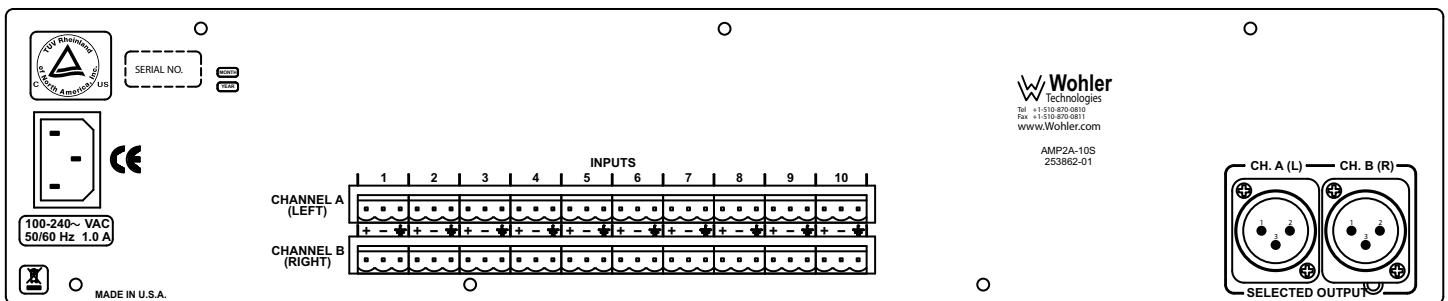 TÜV Rheinland
of North America, Inc.
C US
SERIAL NO.
MONTH
YEAR
Wohler
Technologies
Tel +1-510-870-0810
Fax +1-510-870-0811
www.Wohler.com
AMP2A-10S
253862-01
CE
INPUTS
1 2 3 4 5 6 7 8 9 10
CHANNEL A
(LEFT)
+ - + - + - + - + - + - + - + - + - + -
CHANNEL B
(RIGHT)
CH. A (L) CH. B (R)
1 2 3
1 2 3
SELECTED OUTPUT
100-240~ VAC
50/60 Hz 1.0 A
MADE IN U.S.A.